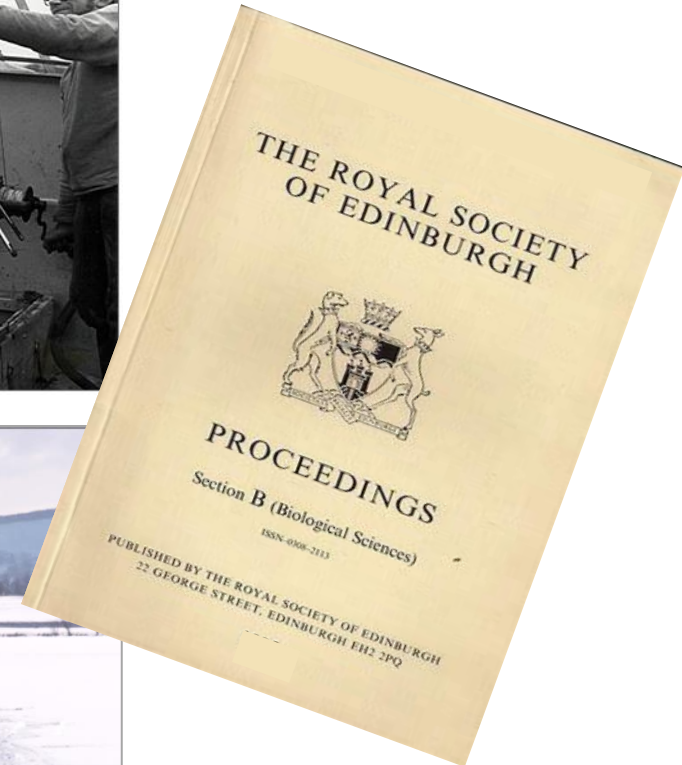 THE ROYAL SOCIETY
OF EDINBURGH
PROCEEDINGS
Section B (Biological Sciences)
ISSN-0308-2113
PUBLISHED BY THE ROYAL SOCIETY OF EDINBURGH
22 GEORGE STREET, EDINBURGH EH2 2PQ